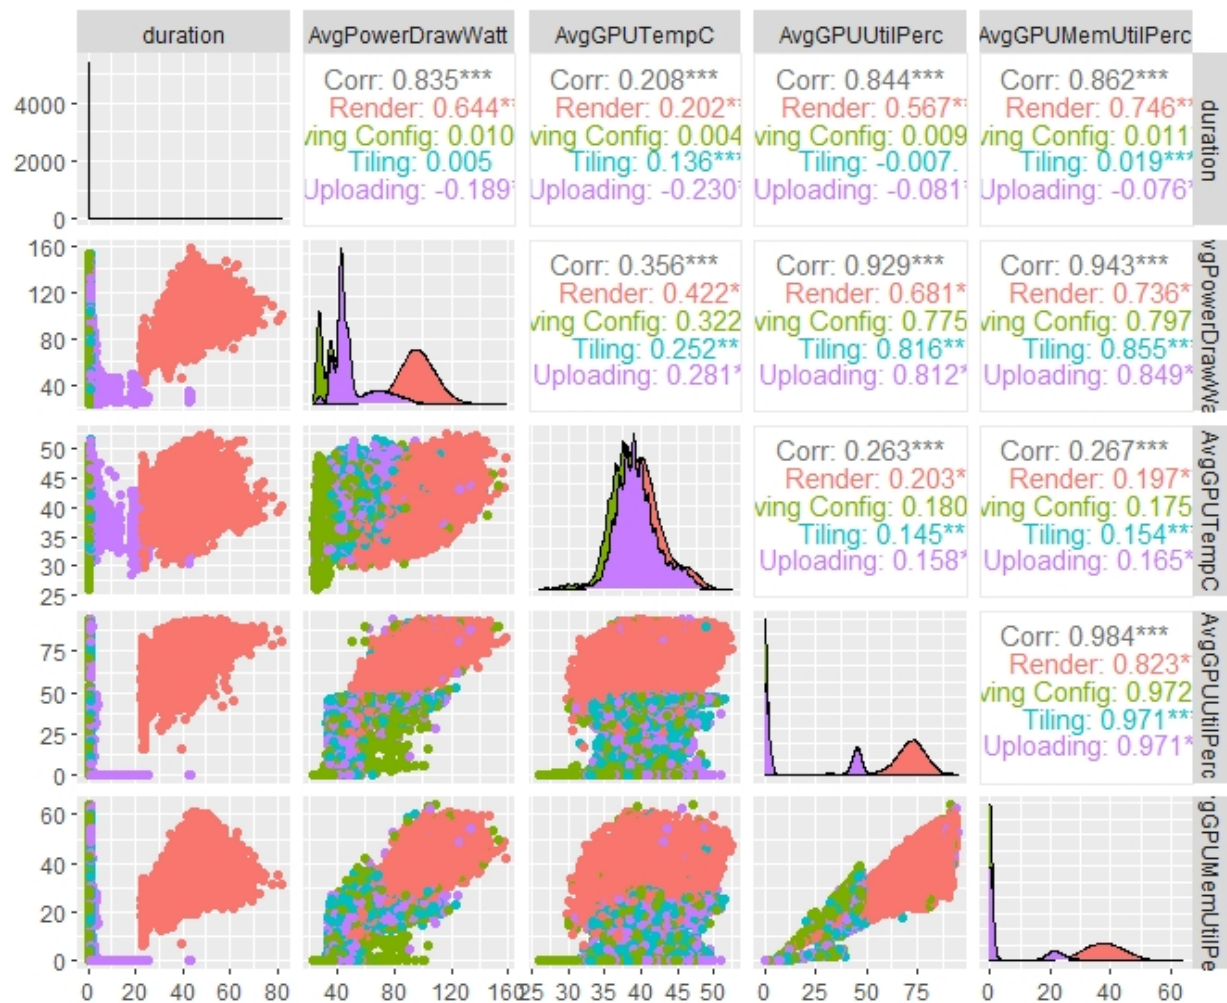 duration AvgPowerDrawWatt AvgGPUTempC AvgGPUUtilPerc AvgGPUMemUtilPerc
Corr: 0.835*** Corr: 0.208*** Corr: 0.844*** Corr: 0.862***
Render: 0.644** Render: 0.202** Render: 0.567** Render: 0.746**
ving Config: 0.010 ving Config: 0.004 ving Config: 0.009 ving Config: 0.011
Tiling: 0.005 Tiling: 0.136*** Tiling: -0.007. Tiling: 0.019***
Uploading: -0.189* Uploading: -0.230* Uploading: -0.081* Uploading: -0.076*
duration
4000
2000
0
Corr: 0.356*** Corr: 0.929*** Corr: 0.943***
Render: 0.422* Render: 0.681* Render: 0.736*
ving Config: 0.322 ving Config: 0.775 ving Config: 0.797
Tiling: 0.252** Tiling: 0.816** Tiling: 0.855***
Uploading: 0.281* Uploading: 0.812* Uploading: 0.849*
vgPowerDrawWa
160
120
80
40
Corr: 0.263*** Corr: 0.267***
Render: 0.203* Render: 0.197*
ving Config: 0.180 ving Config: 0.175
Tiling: 0.145** Tiling: 0.154***
Uploading: 0.158* Uploading: 0.165*
AvgGPUTempC
50
45
40
35
30
25
Corr: 0.984***
Render: 0.823*
ving Config: 0.972
Tiling: 0.971***
Uploading: 0.971*
AvgGPUUtilPerc
75
50
25
0
gGPUMemUtilPe
60
40
20
0
0 20 40 60 80 40 80 120 160 25 30 35 40 45 50 0 25 50 75 0 20 40 60